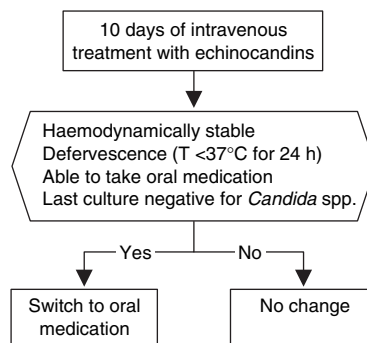 10 days of intravenous
treatment with echinocandins
Haemodynamically stable
Defervescence (T <37°C for 24 h)
Able to take oral medication
Last culture negative for Candida spp.
Yes
No
Switch to oral
medication
No change